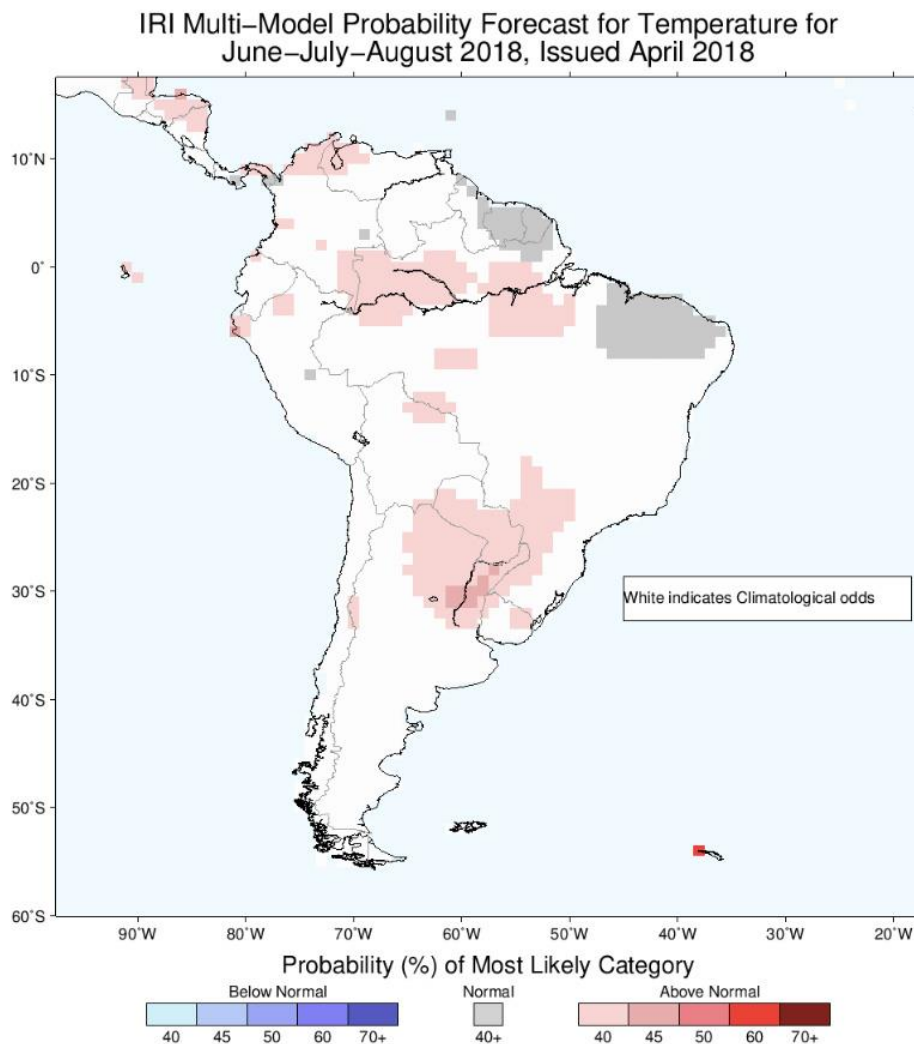 IRI Multi−Model Probability Forecast for Temperature for
June−July−August 2018, Issued April 2018
10˚N
0˚
10˚S
20˚S
30˚S
White indicates Climatological odds
40˚S
50˚S
60˚S
90˚W 80˚W 70˚W 60˚W 50˚W 40˚W 30˚W 20˚W
Probability (%) of Most Likely Category
Below Normal Normal Above Normal
40 45 50 60 70+ 40+ 40 45 50 60 70+